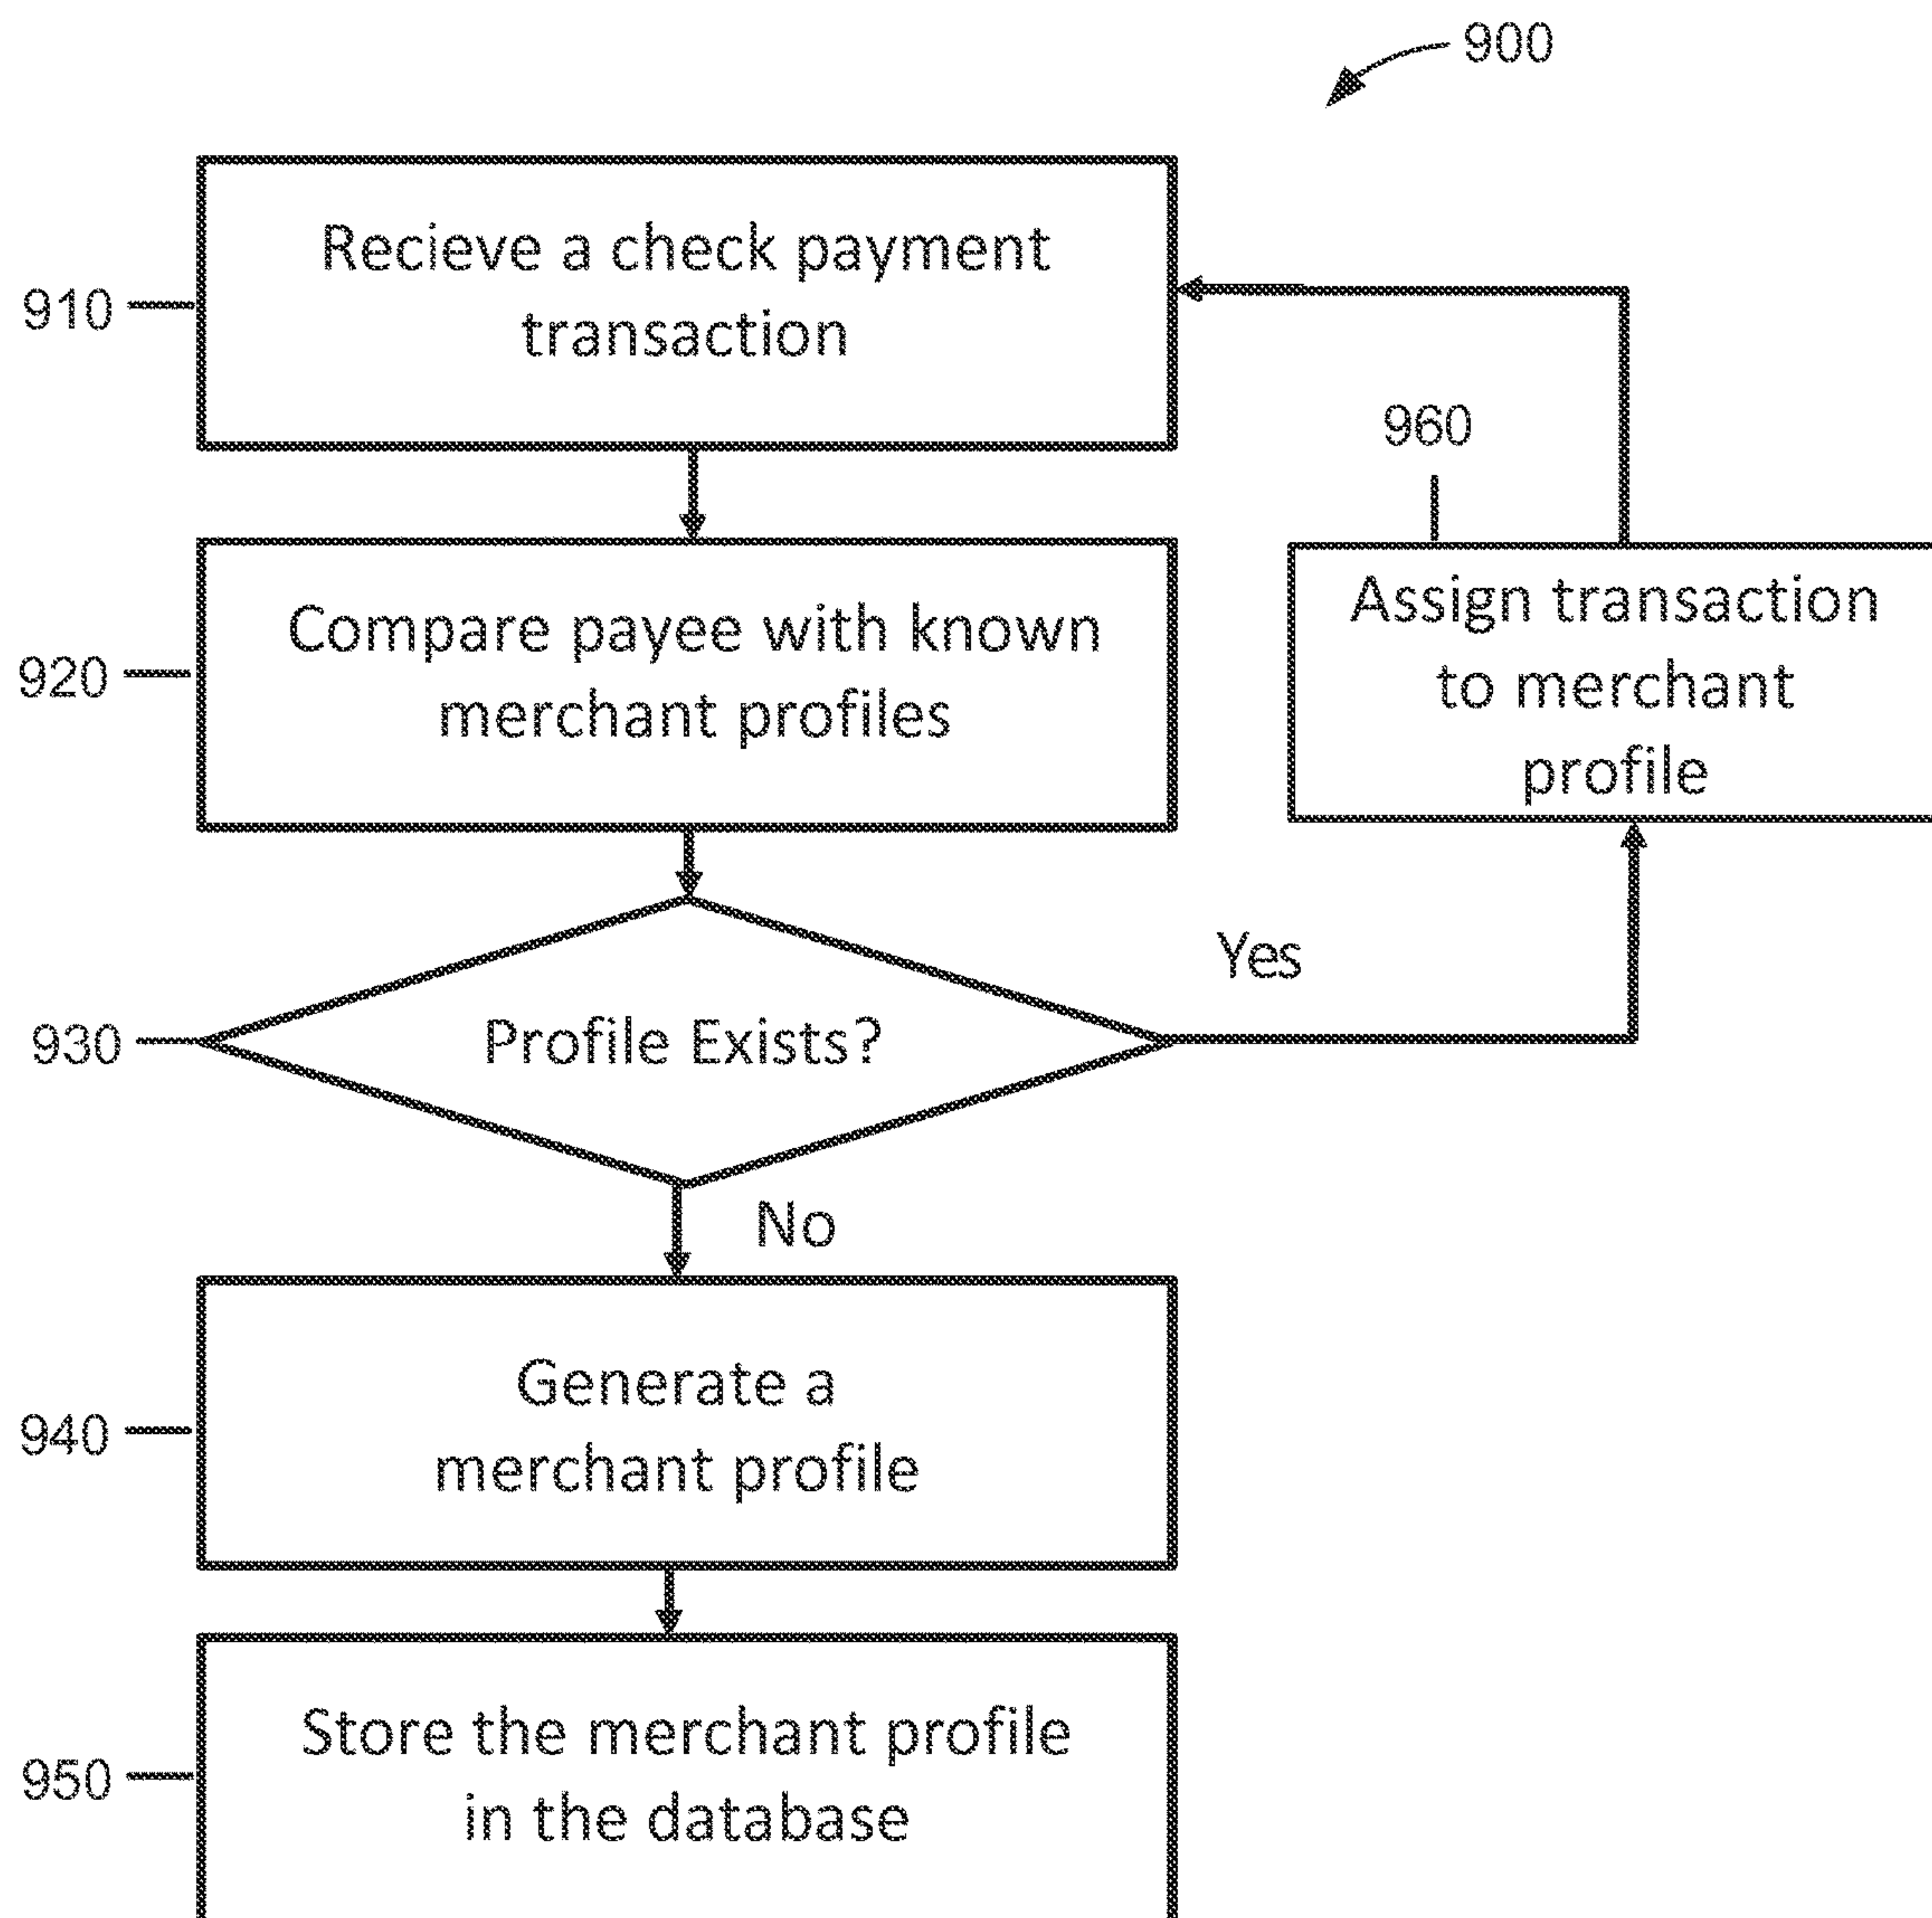 900
910
Recieve a check payment
transaction
960
920
Compare payee with known
merchant profiles
Assign transaction
to merchant
profile
930
Profile Exists?
Yes
No
940
Generate a
merchant profile
950
Store the merchant profile
in the database